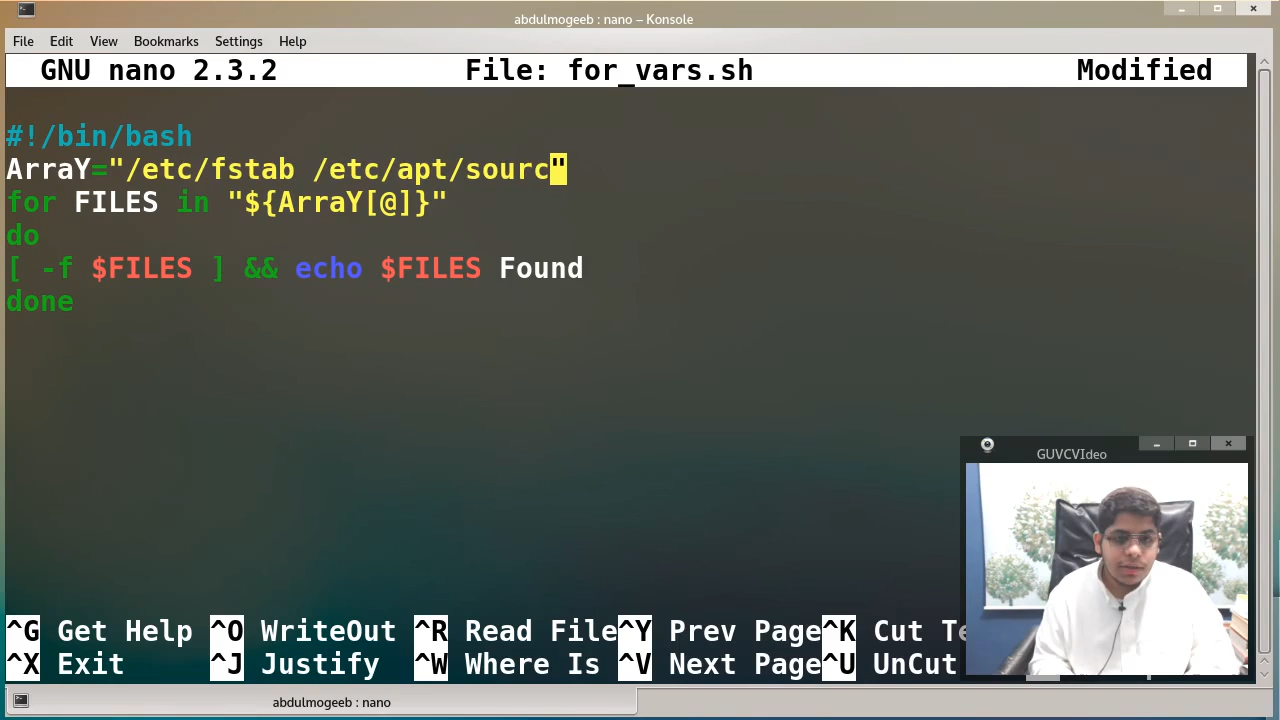 abdulmogeeb : nano – Konsole
File Edit View Bookmarks Settings Help
GNU nano 2.3.2 File: for_vars.sh Modified
#!/bin/bash
ArraY="/etc/fstab /etc/apt/sourc"
for FILES in "${ArraY[@]}"
do
[ -f $FILES ] && echo $FILES Found
done
GUVCVIdeo
^G Get Help ^O WriteOut ^R Read File ^Y Prev Page ^K Cut Te
^X Exit ^J Justify ^W Where Is ^V Next Page ^U UnCut
abdulmogeeb : nano